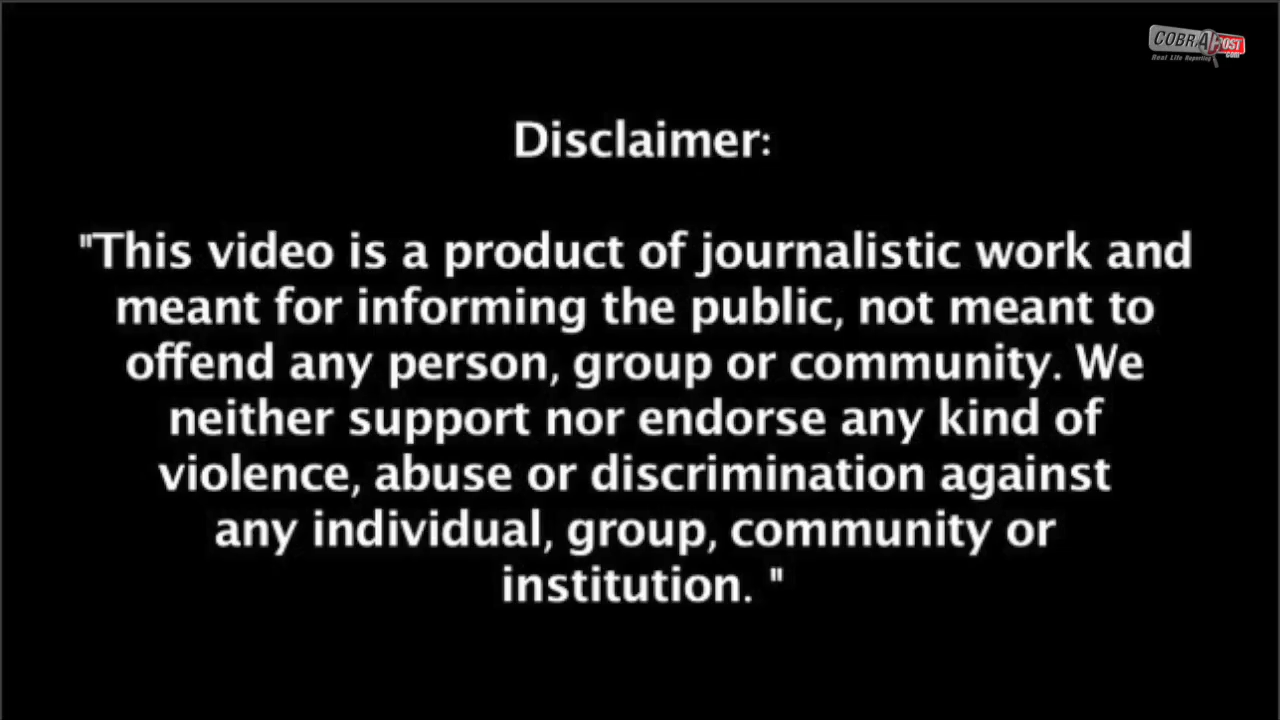 COBRAPOST
.com
Real Life Reporting
Disclaimer:
"This video is a product of journalistic work and
meant for informing the public, not meant to
offend any person, group or community. We
neither support nor endorse any kind of
violence, abuse or discrimination against
any individual, group, community or
institution. "